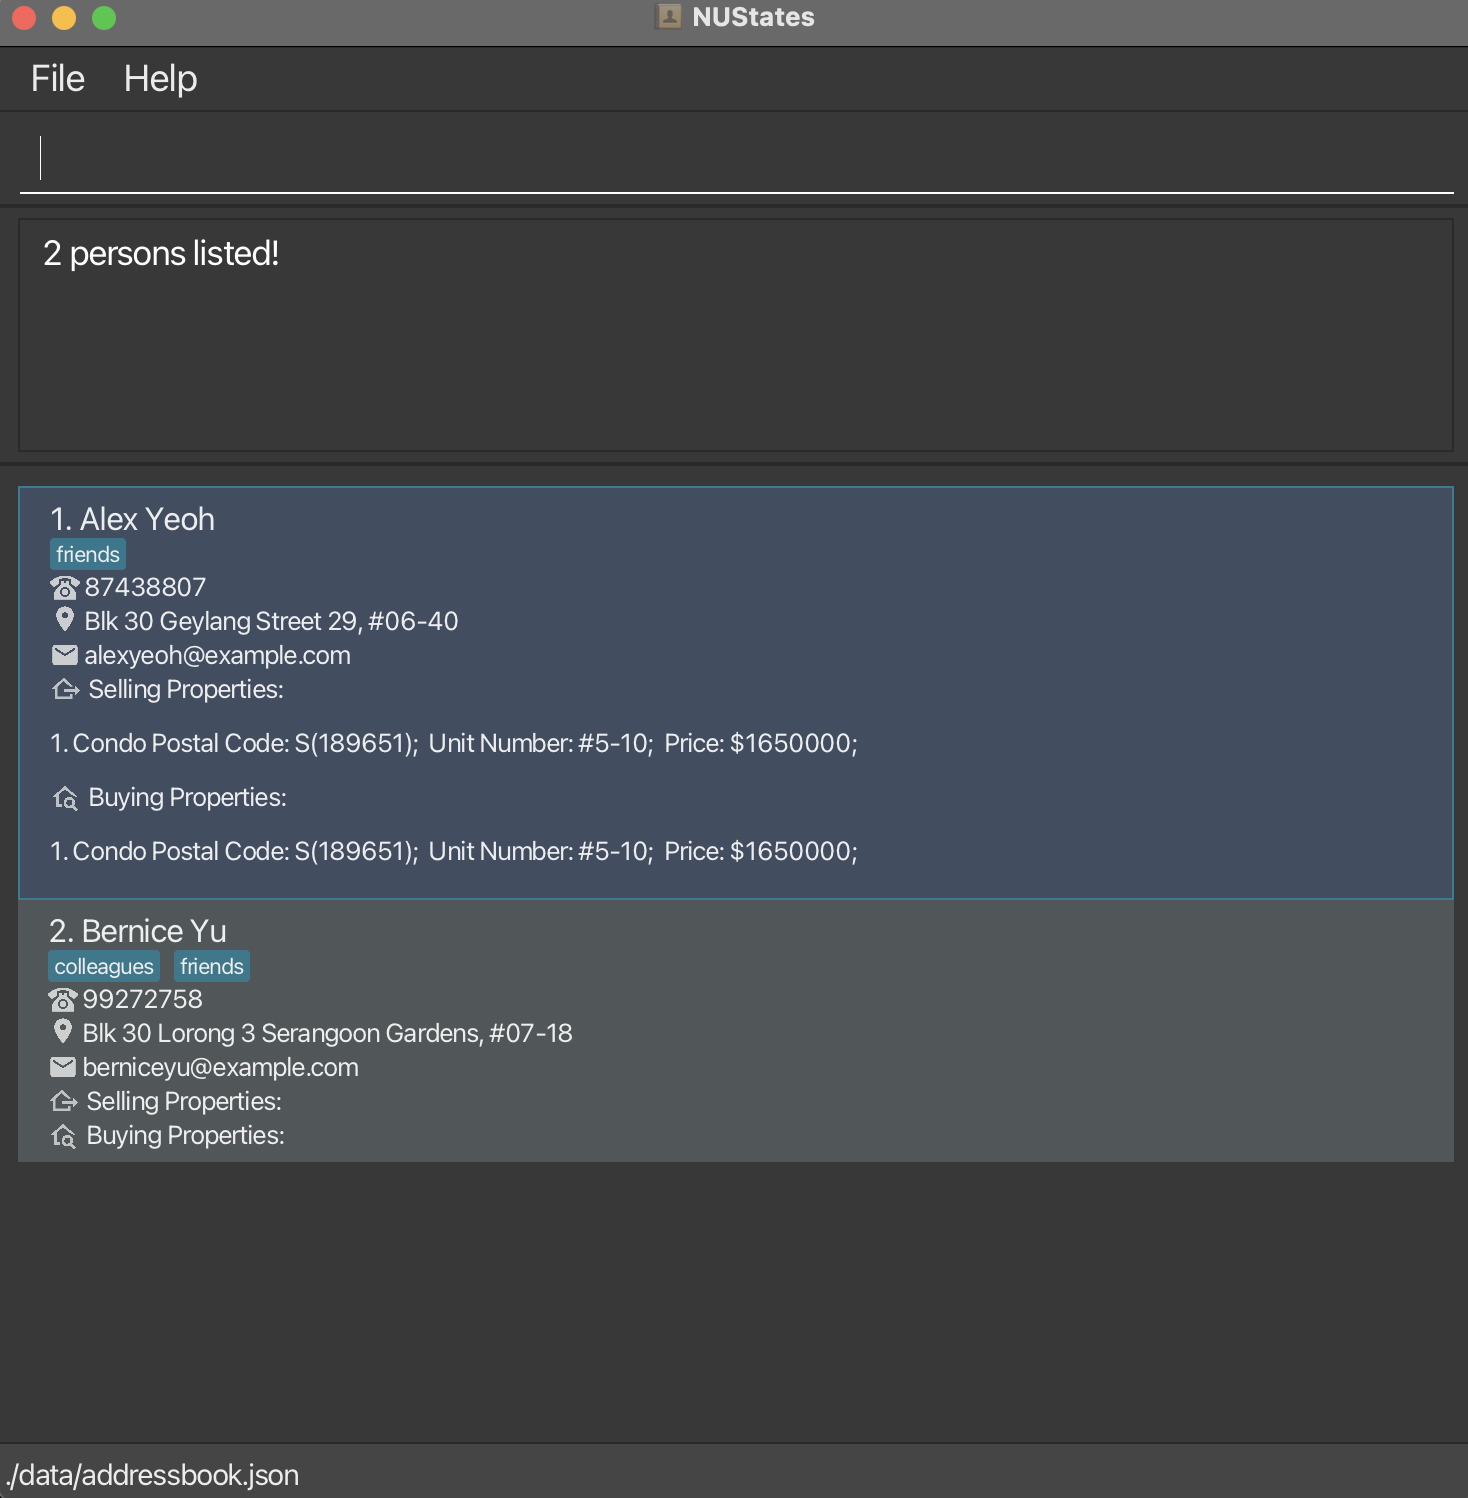 NUStates
File Help
2 persons listed!
1. Alex Yeoh
friends
87438807
Blk 30 Geylang Street 29, #06-40
alexyeoh@example.com
Selling Properties:
1. Condo Postal Code: S(189651);  Unit Number: #5-10;  Price: $1650000;
Buying Properties:
1. Condo Postal Code: S(189651);  Unit Number: #5-10;  Price: $1650000;
2. Bernice Yu
colleagues friends
99272758
Blk 30 Lorong 3 Serangoon Gardens, #07-18
berniceyu@example.com
Selling Properties:
Buying Properties:
./data/addressbook.json